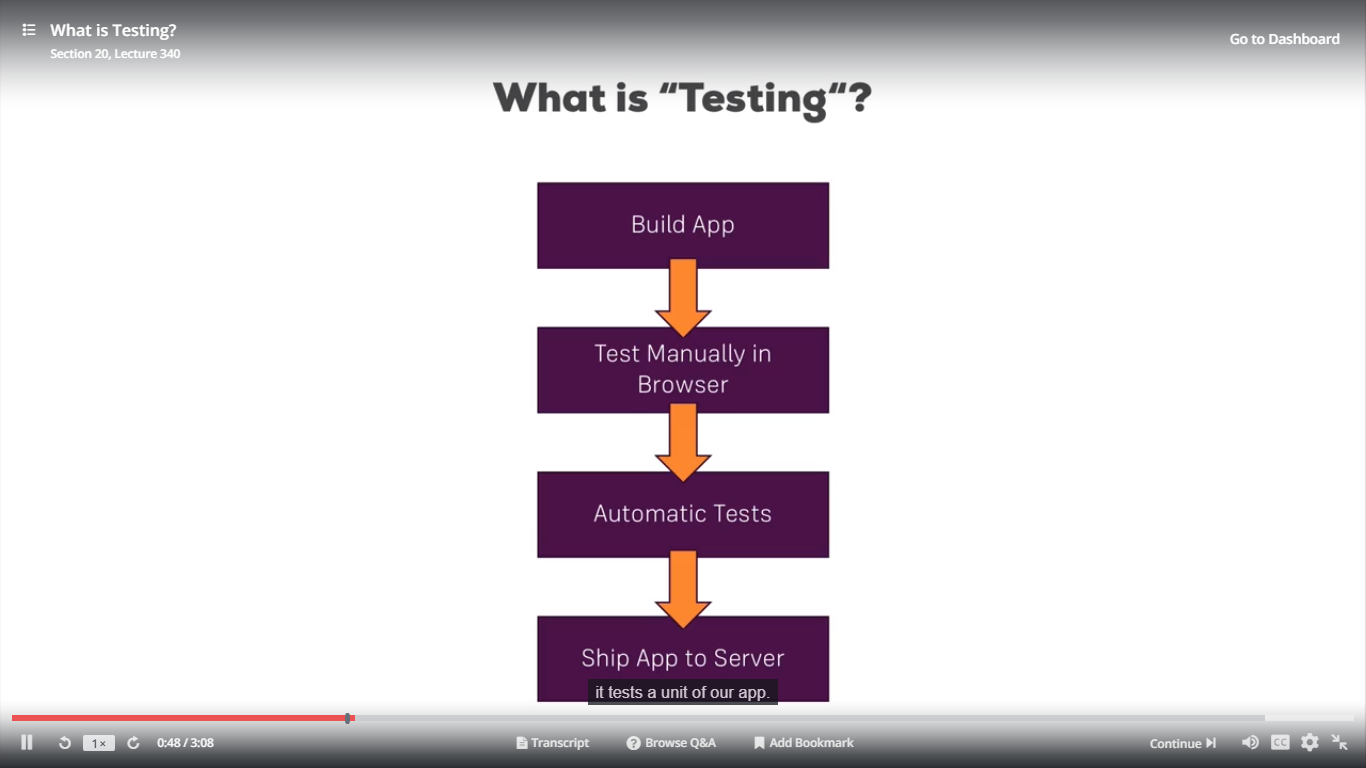 What is Testing?
Section 20, Lecture 340
Go to Dashboard
What is “Testing“?
Build App
Test Manually in
Browser
Automatic Tests
Ship App to Server
it tests a unit of our app.
1×
0:48 / 3:08
Transcript
? Browse Q&A
Add Bookmark
Continue
CC